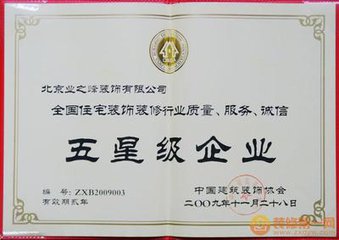 北京业之峰装饰有限公司
全国住宅装饰装修行业质量、服务、诚信
五星级企业
编 号: ZXB2009003
有效期贰年
中国建筑装饰协会
二〇〇九年十一月二十八日